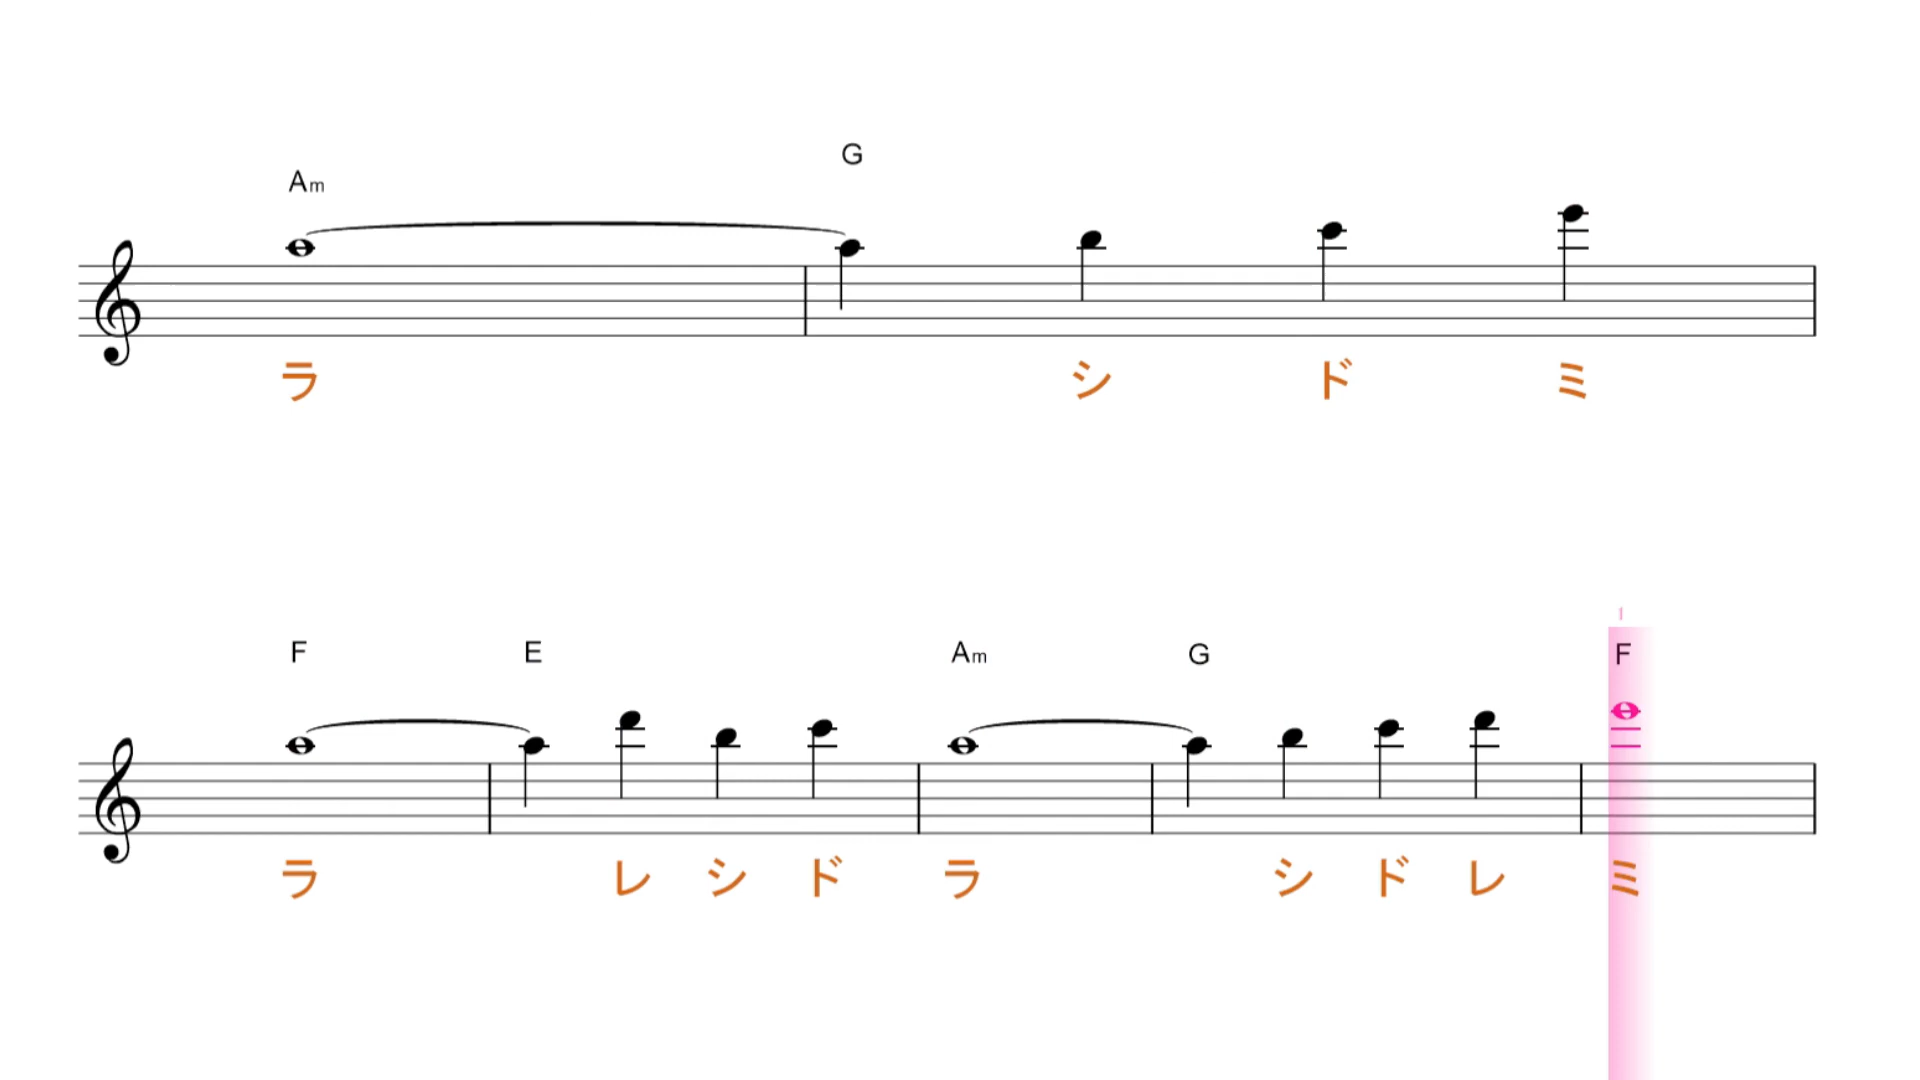 Am G
ラ シ ド ミ
F E Am G F
ラ レ シ ド ラ シ ド レ ミ